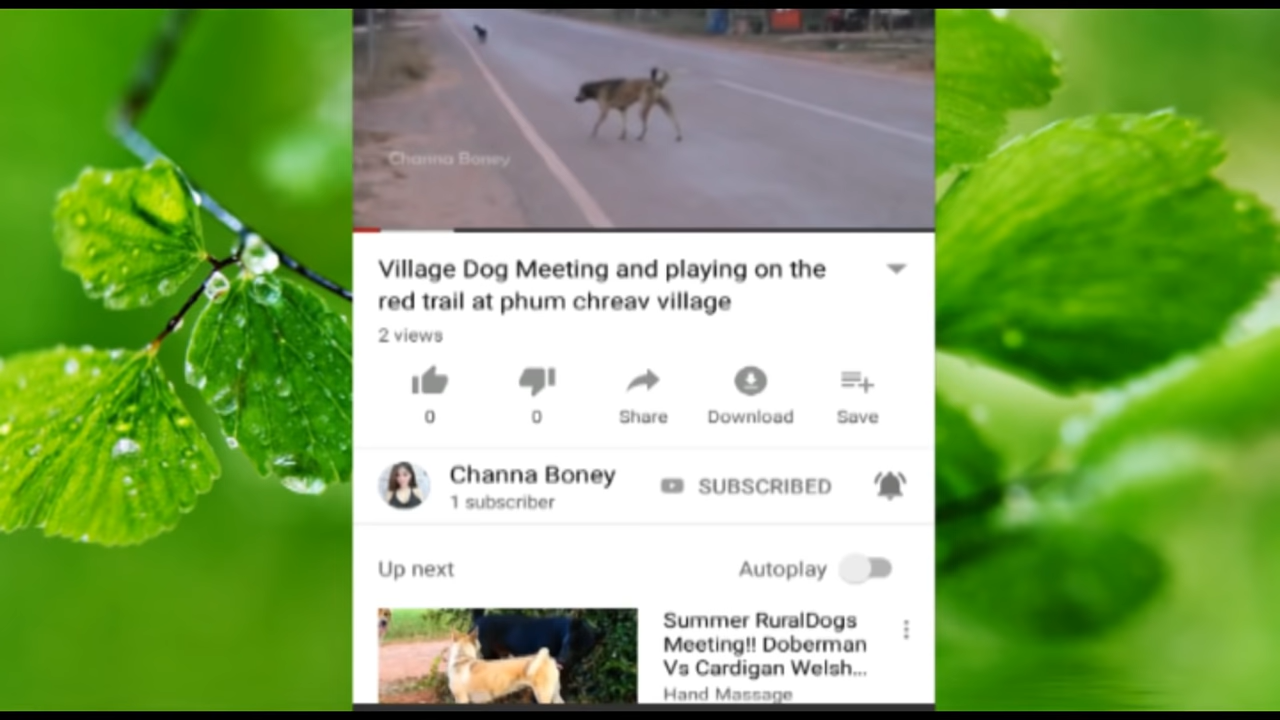 Channa Boney
Village Dog Meeting and playing on the
red trail at phum chreav village
2 views
0
0
Share
Download
Save
Channa Boney
1 subscriber
SUBSCRIBED
Up next
Autoplay
Summer RuralDogs
Meeting!! Doberman
Vs Cardigan Welsh...
Hand Massage